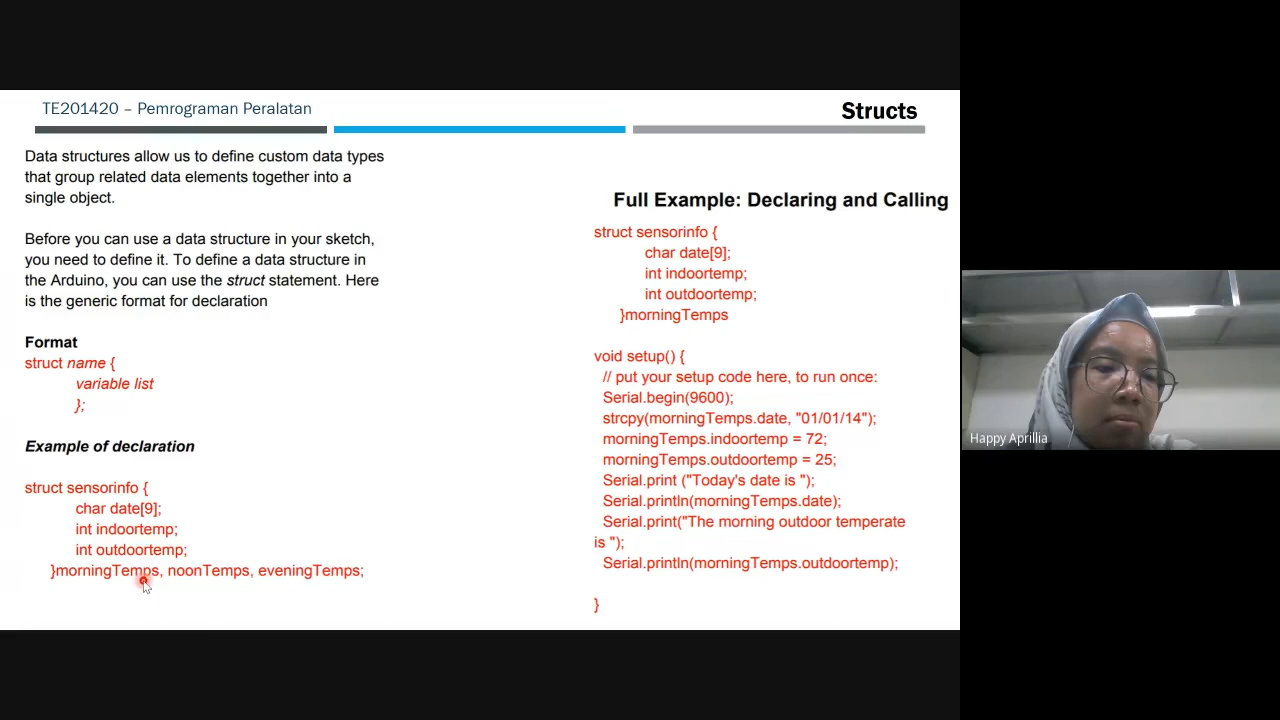 TE201420 – Pemrograman Peralatan
Structs
Data structures allow us to define custom data types
that group related data elements together into a
single object.
Before you can use a data structure in your sketch,
you need to define it. To define a data structure in
the Arduino, you can use the struct statement. Here
is the generic format for declaration
Format
struct name {
variable list
};
Example of declaration
struct sensorinfo {
char date[9];
int indoortemp;
int outdoortemp;
}morningTemps, noonTemps, eveningTemps;
Full Example: Declaring and Calling
struct sensorinfo {
char date[9];
int indoortemp;
int outdoortemp;
}morningTemps
void setup() {
// put your setup code here, to run once:
Serial.begin(9600);
strcpy(morningTemps.date, "01/01/14");
morningTemps.indoortemp = 72;
morningTemps.outdoortemp = 25;
Serial.print ("Today's date is ");
Serial.println(morningTemps.date);
Serial.print("The morning outdoor temperate
is ");
Serial.println(morningTemps.outdoortemp);
}
Happy Aprillia